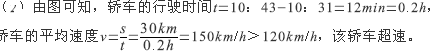 (2)由图可知，轿车的行驶时间t=10：43-10：31=12min=0.2h，
轿车的平均速度v=s/t=30km/0.2h=150km/h>120km/h，该轿车超速。